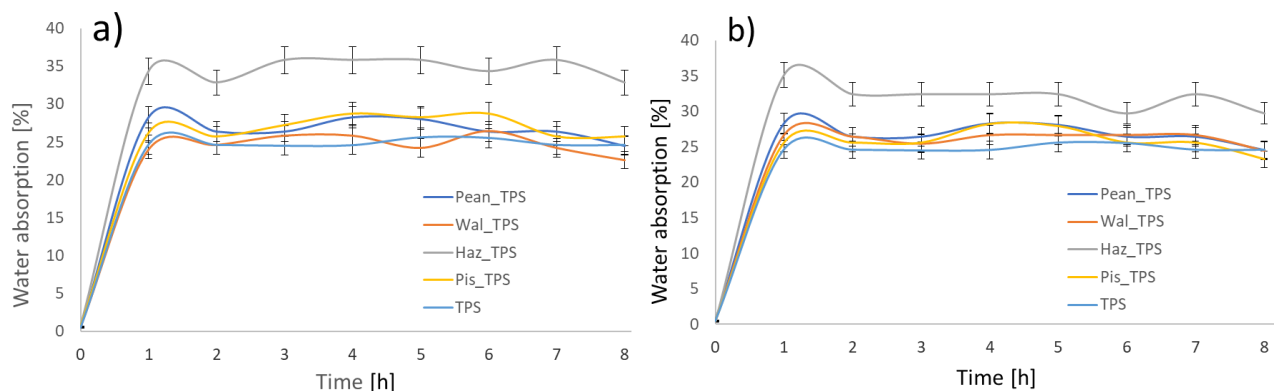 a)
Water absorption [%]
40
35
30
25
20
15
10
5
0
Pean_TPS
Wal_TPS
Haz_TPS
Pis_TPS
TPS
0 1 2 3 4 5 6 7 8
Time [h]
b)
Water absorption [%]
40
35
30
25
20
15
10
5
0
Pean_TPS
Wal_TPS
Haz_TPS
Pis_TPS
TPS
0 1 2 3 4 5 6 7 8
Time [h]